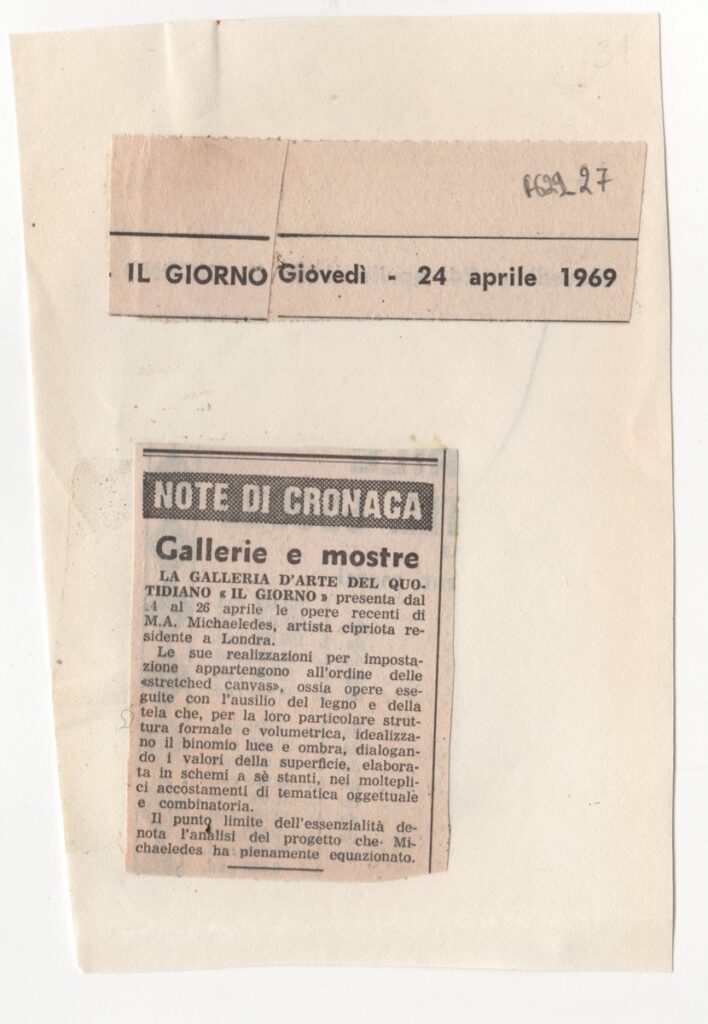 31
P629_27
IL GIORNO Giovedì - 24 aprile 1969
NOTE DI CRONACA
Gallerie e mostre
LA GALLERIA D'ARTE DEL QUO-
TIDIANO « IL GIORNO » presenta dal
4 al 26 aprile le opere recenti di
M.A. Michaeledes, artista cipriota re-
sidente a Londra.
Le sue realizzazioni per imposta-
zione appartengono all'ordine delle
«stretched canvas», ossia opere ese-
guite con l'ausilio del legno e della
tela che, per la loro particolare strut-
tura formale e volumetrica, idealizza-
no il binomio luce e ombra, dialogan-
do i valori della superficie, elabora-
ta in schemi a sè stanti, nei moltepli-
ci accostamenti di tematica oggettuale
e combinatoria.
Il punto limite dell'essenzialità de-
nota l'analisi del progetto che Mi-
chaeledes ha pienamente equazionato.